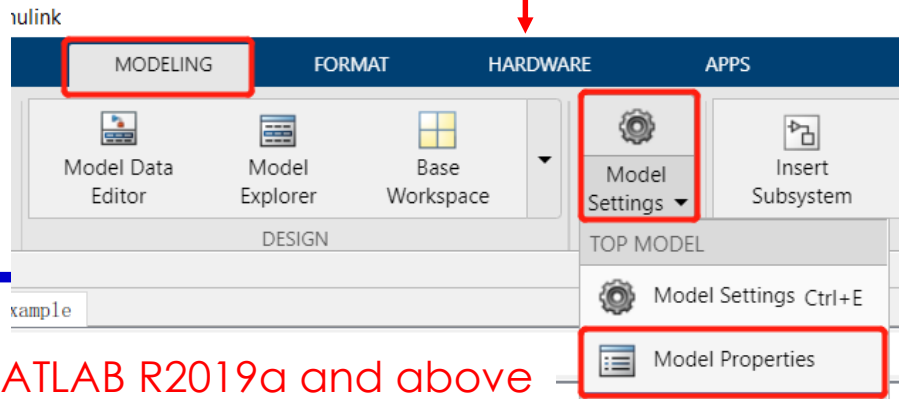 nulink
MODELING FORMAT HARDWARE APPS
Model Data Editor
Model Explorer
Base Workspace
Model Settings
Insert Subsystem
DESIGN
TOP MODEL
Model Settings Ctrl+E
xample
Model Properties
ATLAB R2019a and above